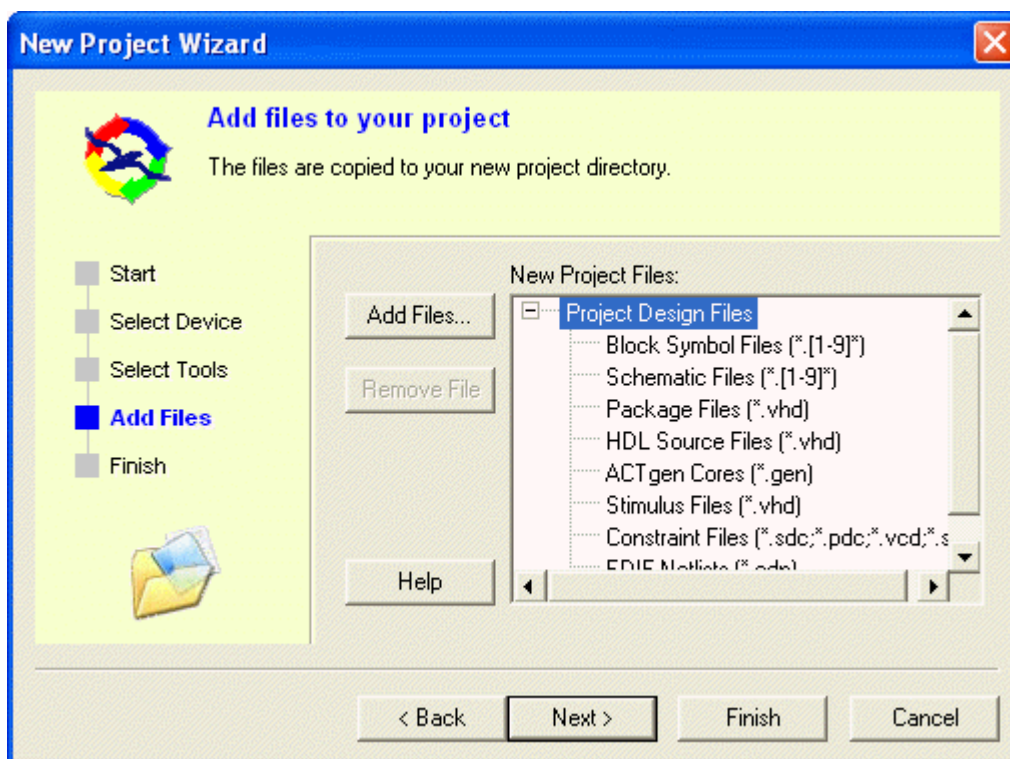 New Project Wizard
Add files to your project
The files are copied to your new project directory.
Start
Select Device
Select Tools
Add Files
Finish
New Project Files:
Add Files...
Remove File
Help
Project Design Files
Block Symbol Files (*.[1-9]*)
Schematic Files (*.[1-9]*)
Package Files (*.vhd)
HDL Source Files (*.vhd)
ACTgen Cores (*.gen)
Stimulus Files (*.vhd)
Constraint Files (*.sdc;*.pdc;*.vcd;*.s
EDIF Netlists (*.edn)
< Back
Next >
Finish
Cancel